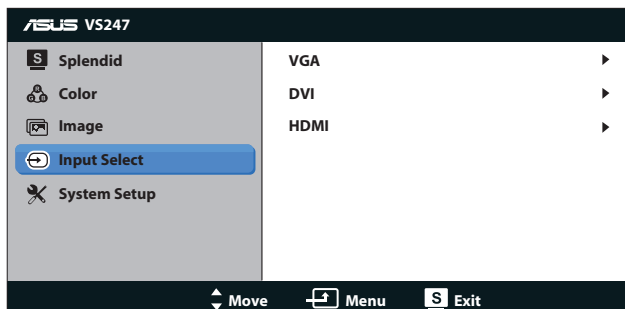 ASUS VS247
S Splendid
Color
Image
Input Select
System Setup
VGA
DVI
HDMI
Move Menu S Exit